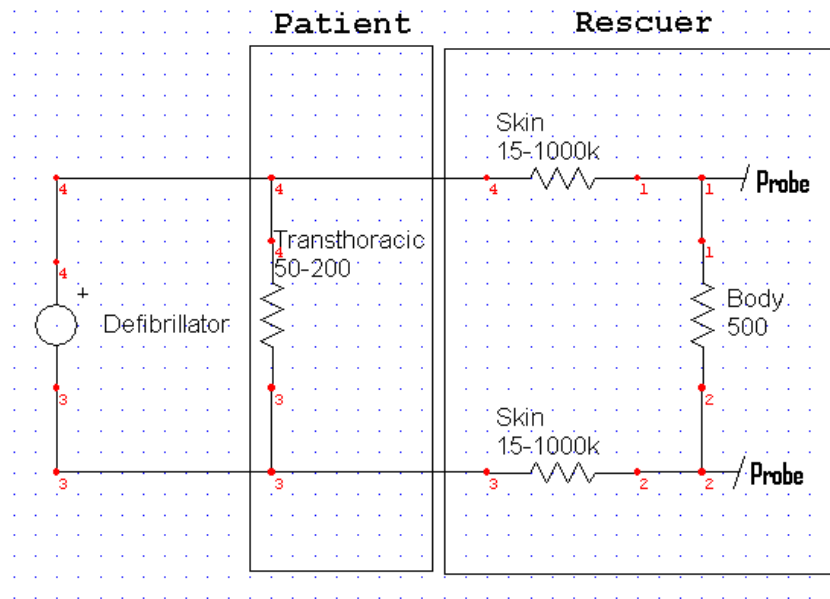 Patient Rescuer
Skin
15-1000k
4 4 4 1 1 Probe
Transthoracic
4 1
50-200
4
+
Defibrillator
Body
500
3 3 2
Skin
15-1000k
3 3 3 2 2 Probe